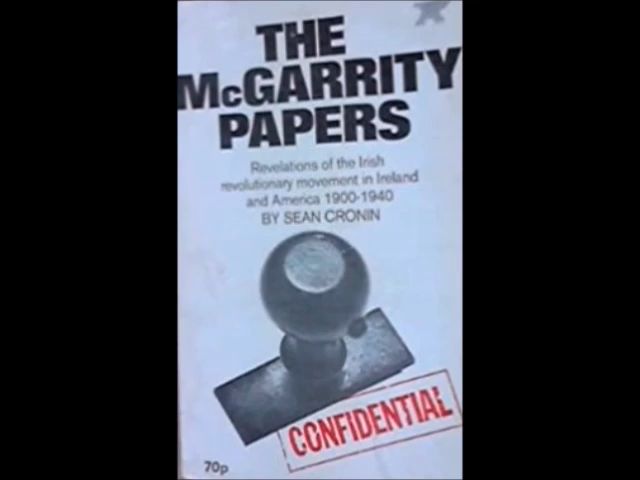 THE
McGARRITY
PAPERS
Revelations of the Irish
revolutionary movement in Ireland
and America 1900-1940
BY SEAN CRONIN
CONFIDENTIAL
70p